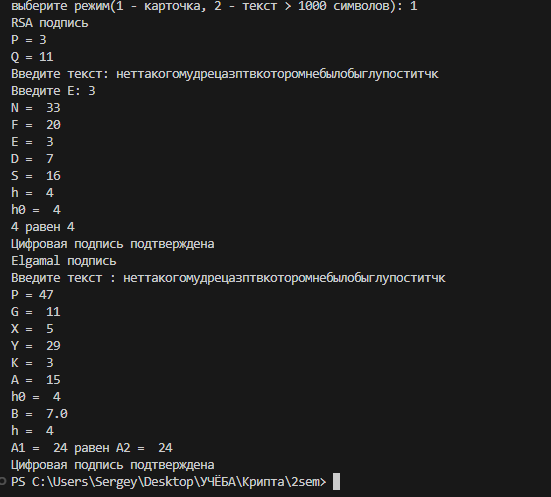 выберите режим(1 - карточка, 2 - текст > 1000 символов): 1
RSA подпись
P = 3
Q = 11
Введите текст: неттакогомудрецазптвкоторомнебылобыглупоститчк
Введите E: 3
N =  33
F =  20
E =  3
D =  7
S =  16
h =  4
h0 =  4
4 равен 4
Цифровая подпись подтверждена
Elgamal подпись
Введите текст : неттакогомудрецазптвкоторомнебылобыглупоститчк
P = 47
G =  11
X =  5
Y =  29
K =  3
A =  15
h0 =  4
B =  7.0
h =  4
A1 =  24 равен A2 =  24
Цифровая подпись подтверждена
PS C:\Users\Sergey\Desktop\УЧЁБА\Крипта\2sem>